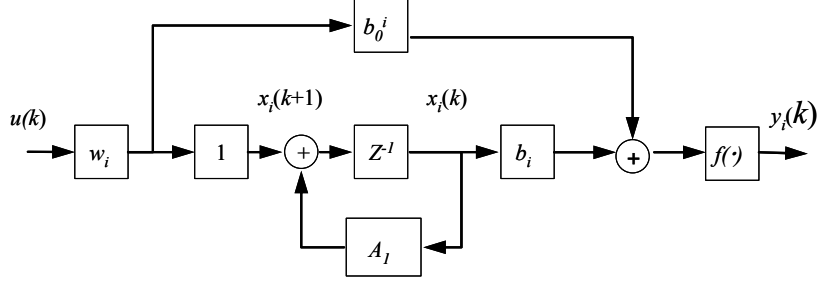 b₀ⁱ
xᵢ(k+1)
xᵢ(k)
u(k)
yᵢ(k)
wᵢ
1
+
Z⁻¹
bᵢ
+
f(·)
A₁